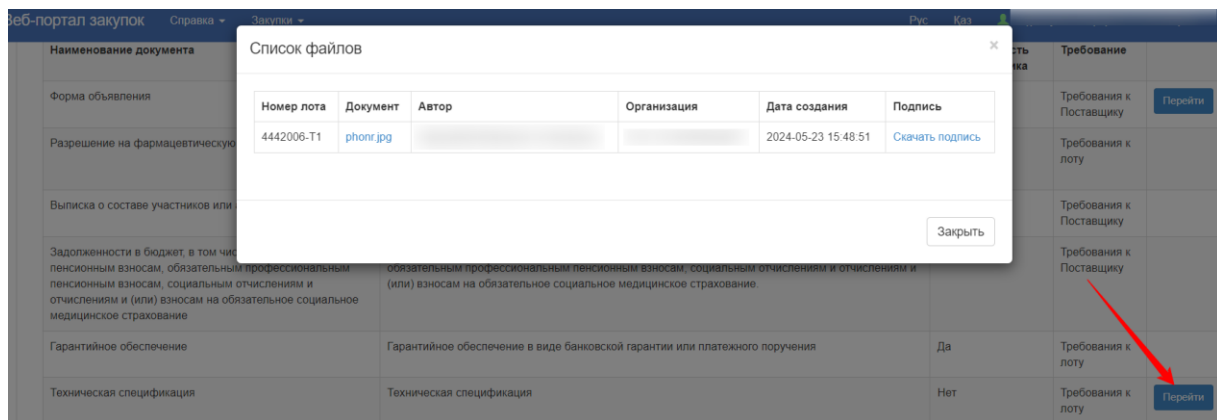 Веб-портал закупок Справка Закупки Рус Қаз
Список файлов ×
Номер лота Документ Автор Организация Дата создания Подпись
4442006-T1 phonr.jpg 2024-05-23 15:48:51 Скачать подпись
Закрыть
Наименование документа Требование
Форма объявления Требования к Поставщику Перейти
Разрешение на фармацевтическую Требования к лоту
Выписка о составе участников или Требования к Поставщику
Задолженности в бюджет, в том
пенсионным взносам, обязательным профессиональным
пенсионным взносам, социальным отчислениям и
отчислениям и (или) взносам на обязательное социальное
медицинское страхование
обязательным профессиональным пенсионным взносам, социальным отчислениям и отчислениям и
(или) взносам на обязательное социальное медицинское страхование.
Требования к Поставщику
Гарантийное обеспечение Гарантийное обеспечение в виде банковской гарантии или платежного поручения Да Требования к лоту
Техническая спецификация Техническая спецификация Нет Требования к лоту Перейти